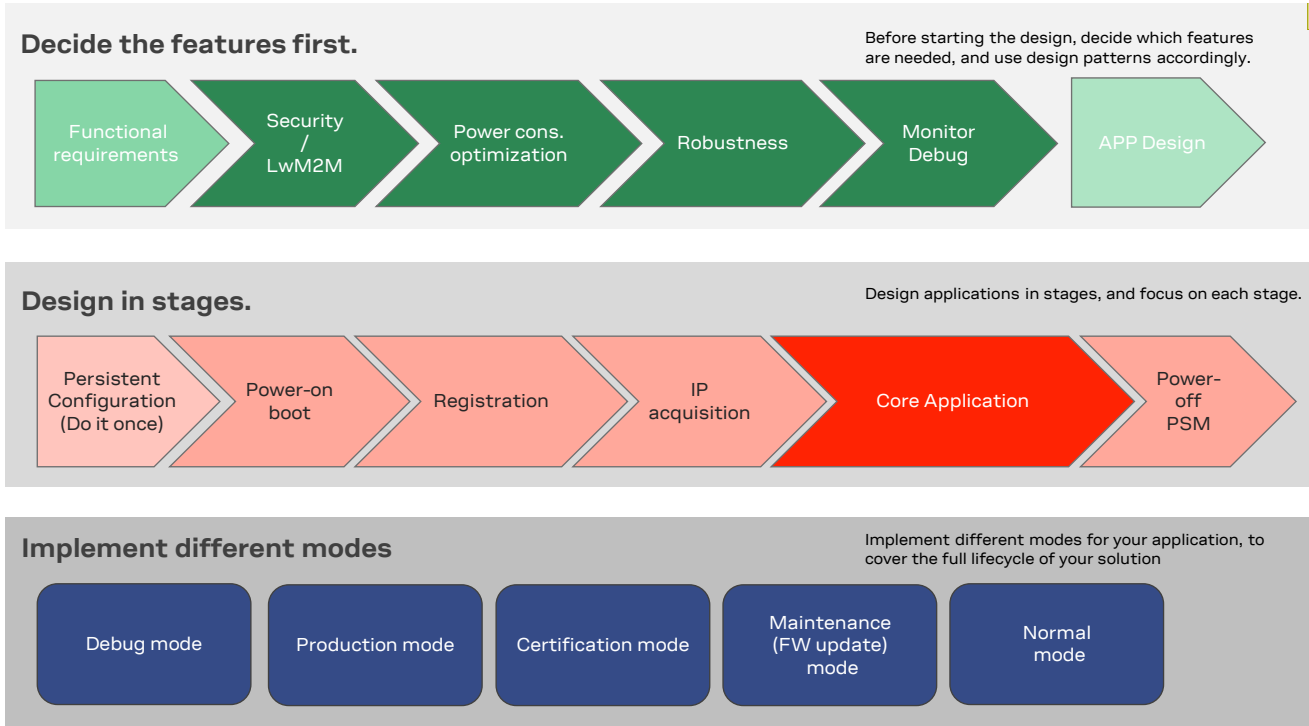 Decide the features first.
Before starting the design, decide which features
are needed, and use design patterns accordingly.
Functional
requirements
Security
/
LwM2M
Power cons.
optimization
Robustness
Monitor
Debug
APP Design
Design in stages.
Design applications in stages, and focus on each stage.
Persistent
Configuration
(Do it once)
Power-on
boot
Registration
IP
acquisition
Core Application
Power-
off
PSM
Implement different modes
Implement different modes for your application, to
cover the full lifecycle of your solution
Debug mode
Production mode
Certification mode
Maintenance
(FW update)
mode
Normal
mode